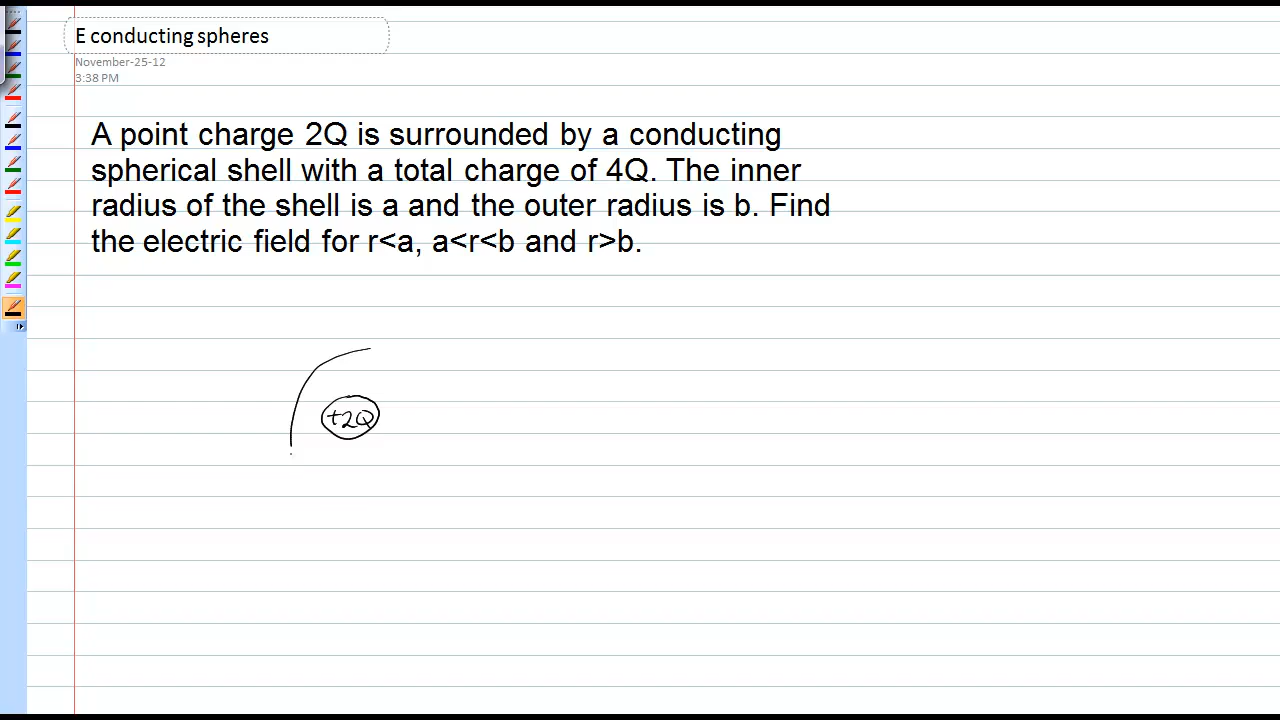 E conducting spheres
November-25-12
3:38 PM
A point charge 2Q is surrounded by a conducting
spherical shell with a total charge of 4Q. The inner
radius of the shell is a and the outer radius is b. Find
the electric field for r<a, a<r<b and r>b.
+2Q